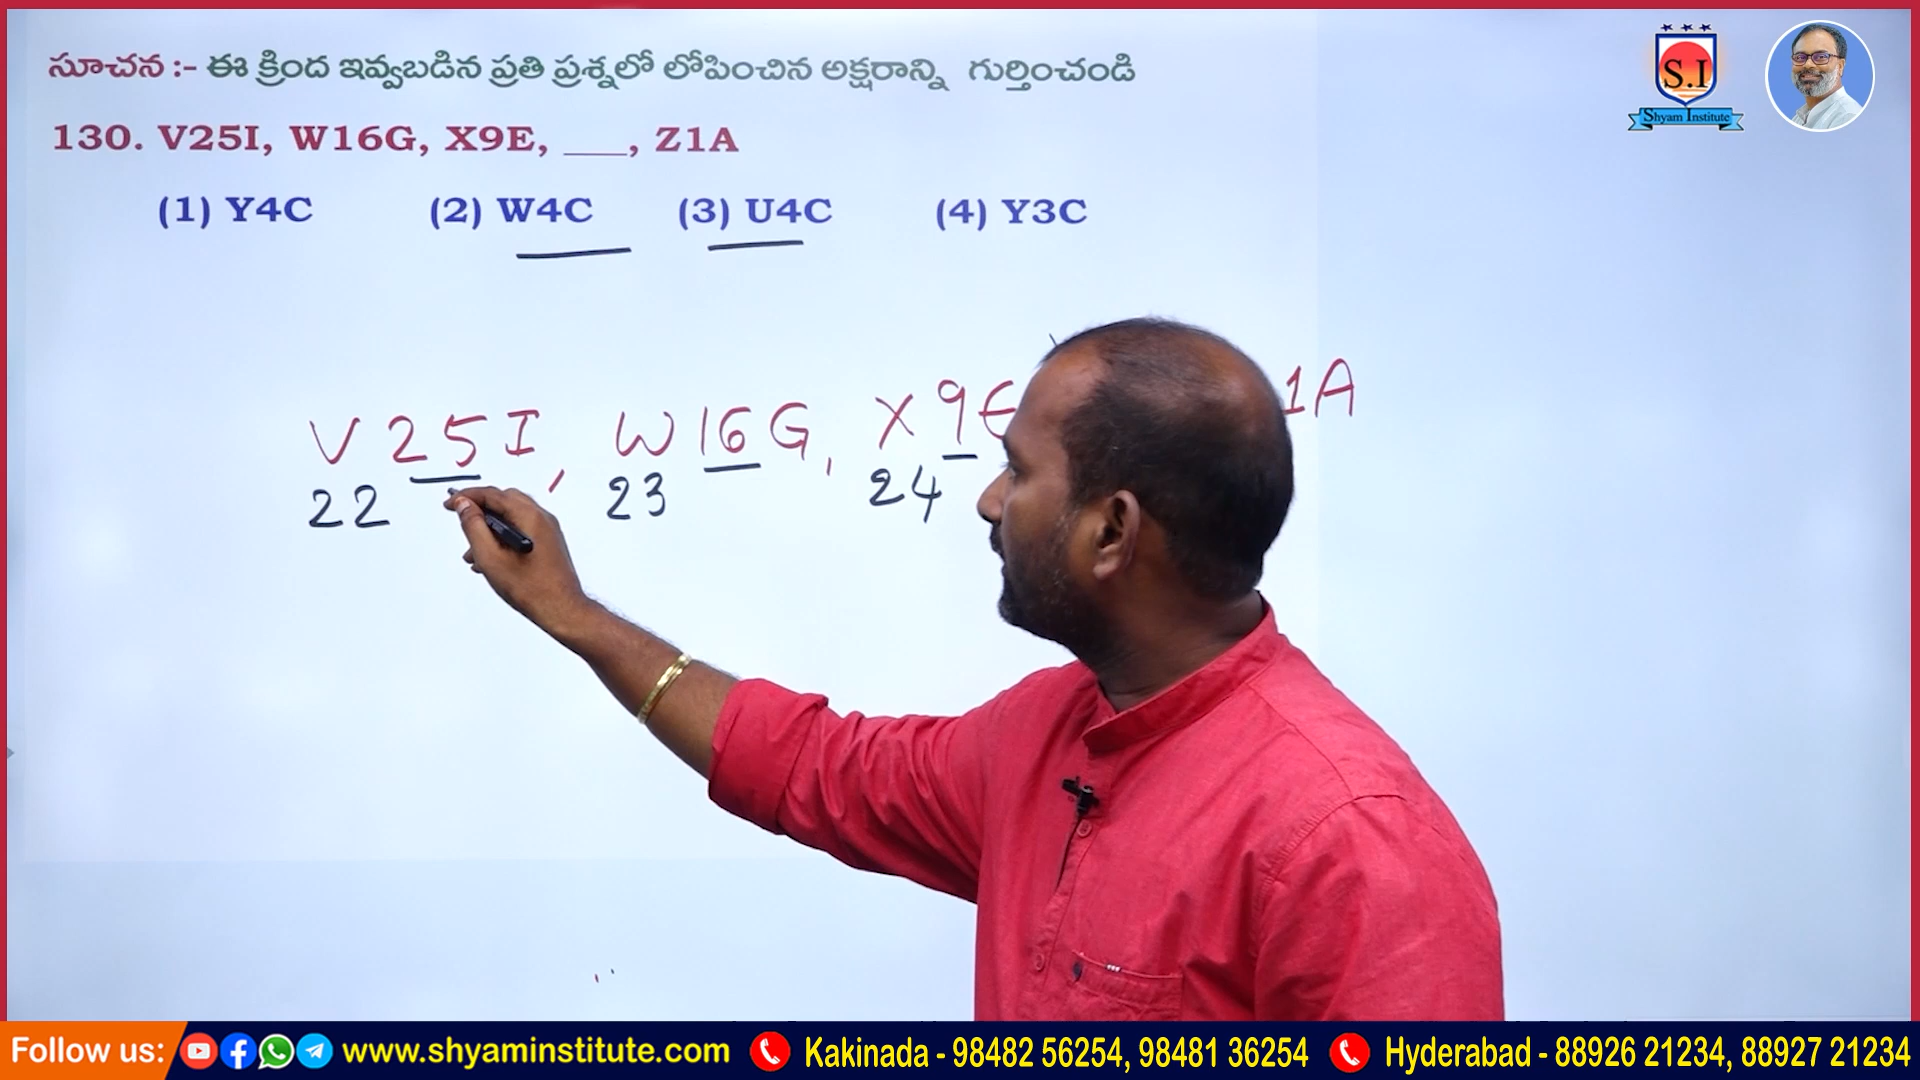 సూచన :- ఈ క్రింద ఇవ్వబడిన ప్రతి ప్రశ్నలో లోపించిన అక్షరాన్ని గుర్తించండి
S.I
Shyam Institute
130. V25I, W16G, X9E, ___, Z1A
(1) Y4C (2) W4C (3) U4C (4) Y3C
V 25 I, W 16 G, X 9 E 1 A
22 23 24
Follow us: www.shyaminstitute.com Kakinada - 98482 56254, 98481 36254 Hyderabad - 88926 21234, 88927 21234